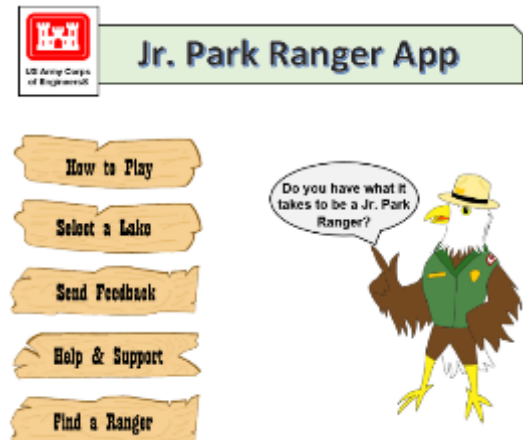 US Army Corps
of Engineers®
Jr. Park Ranger App
How to Play
Select a Lake
Send Feedback
Help & Support
Find a Ranger
Do you have what it
takes to be a Jr. Park
Ranger?